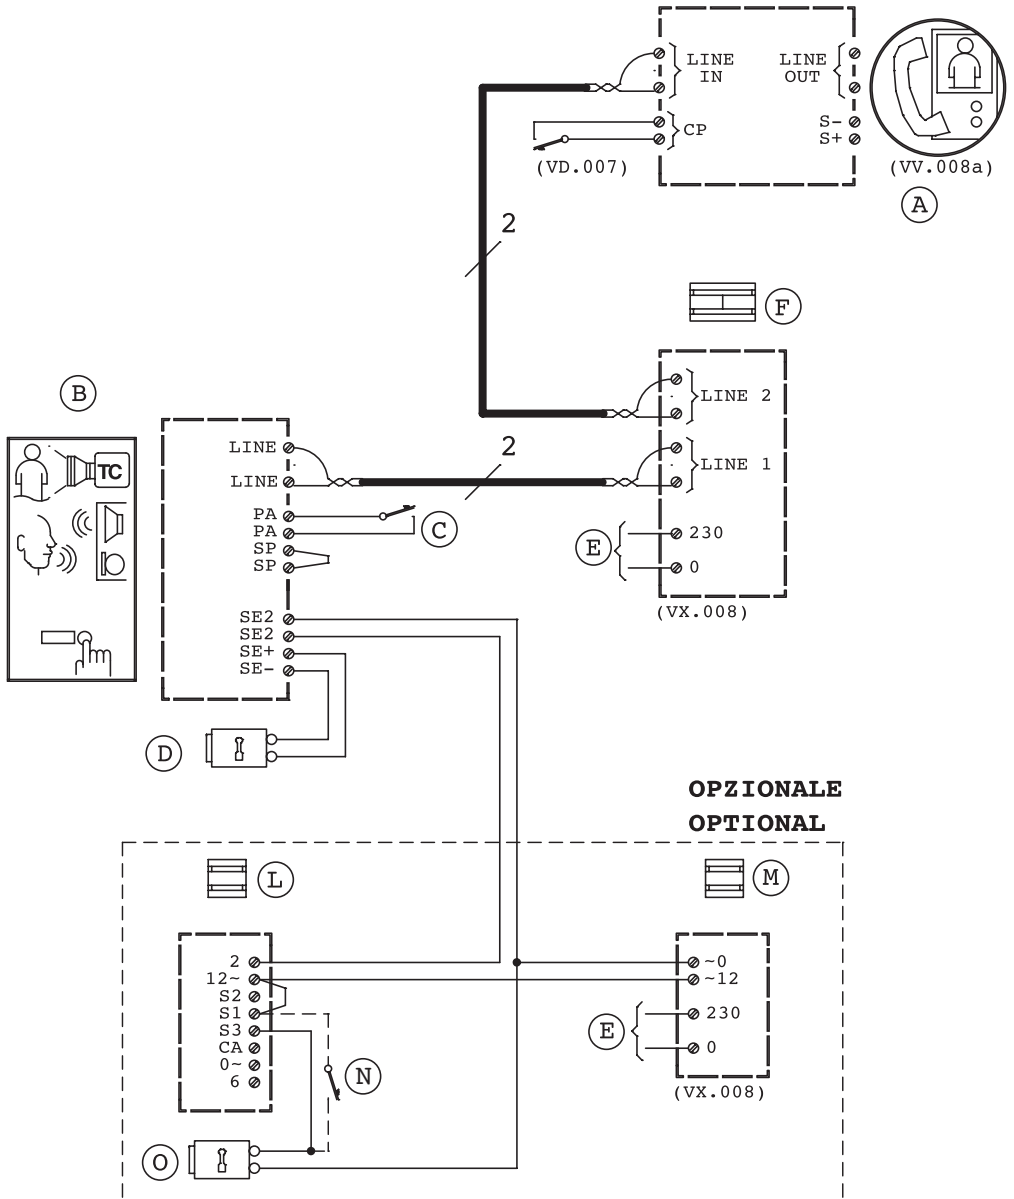 LINE IN
LINE OUT
CP
S-
S+
(VD.007)
(VV.008a)
A
2
F
B
LINE 2
LINE
LINE
2
LINE 1
TC
PA
PA
C
SP
SP
E
230
0
(VX.008)
SE2
SE2
SE+
SE-
D
OPZIONALE
OPTIONAL
L
M
2
12~
S2
S1
S3
CA
0~
6
~0
~12
E
230
0
(VX.008)
N
O